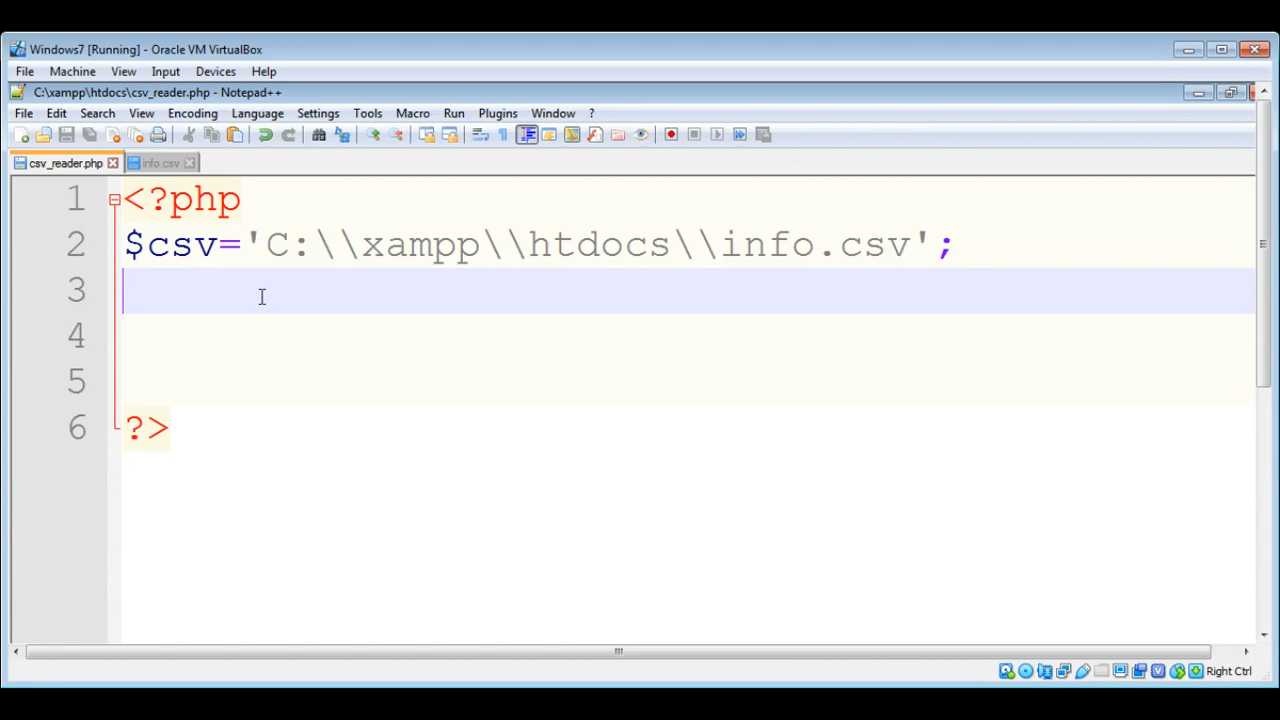 Windows7 [Running] - Oracle VM VirtualBox
File Machine View Input Devices Help
C:\xampp\htdocs\csv_reader.php - Notepad++
File Edit Search View Encoding Language Settings Tools Macro Run Plugins Window ?
csv_reader.php info.csv
1 <?php
2 $csv='C:\\xampp\\htdocs\\info.csv';
3
4
5
6 ?>
Right Ctrl